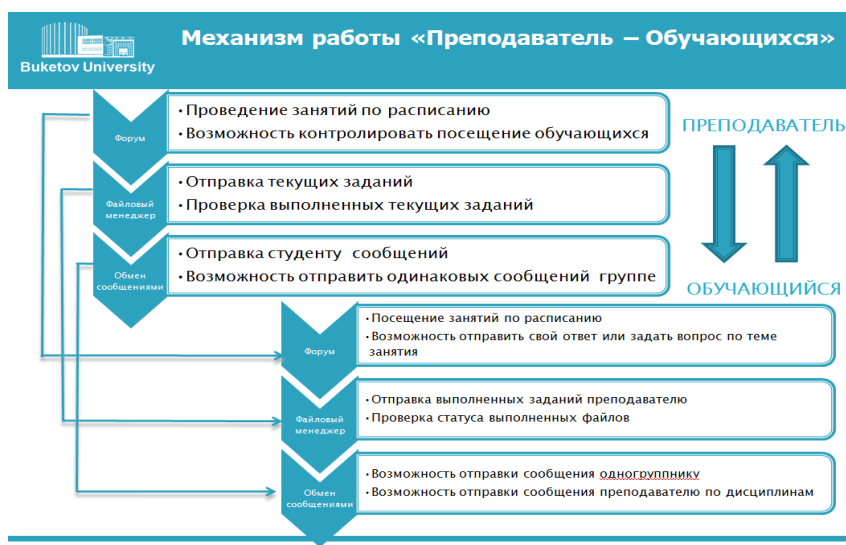 Механизм работы «Преподаватель – Обучающихся»
Buketov University
Форум
• Проведение занятий по расписанию
• Возможность контролировать посещение обучающихся
ПРЕПОДАВАТЕЛЬ
Файловый
менеджер
• Отправка текущих заданий
• Проверка выполненных текущих заданий
Обмен
сообщениями
• Отправка студенту сообщений
• Возможность отправить одинаковых сообщений группе
ОБУЧАЮЩИЙСЯ
Форум
• Посещение занятий по расписанию
• Возможность отправить свой ответ или задать вопрос по теме
занятия
Файловый
менеджер
• Отправка выполненных заданий преподавателю
• Проверка статуса выполненных файлов
Обмен
сообщениями
• Возможность отправки сообщения одногруппнику
• Возможность отправки сообщения преподавателю по дисциплинам